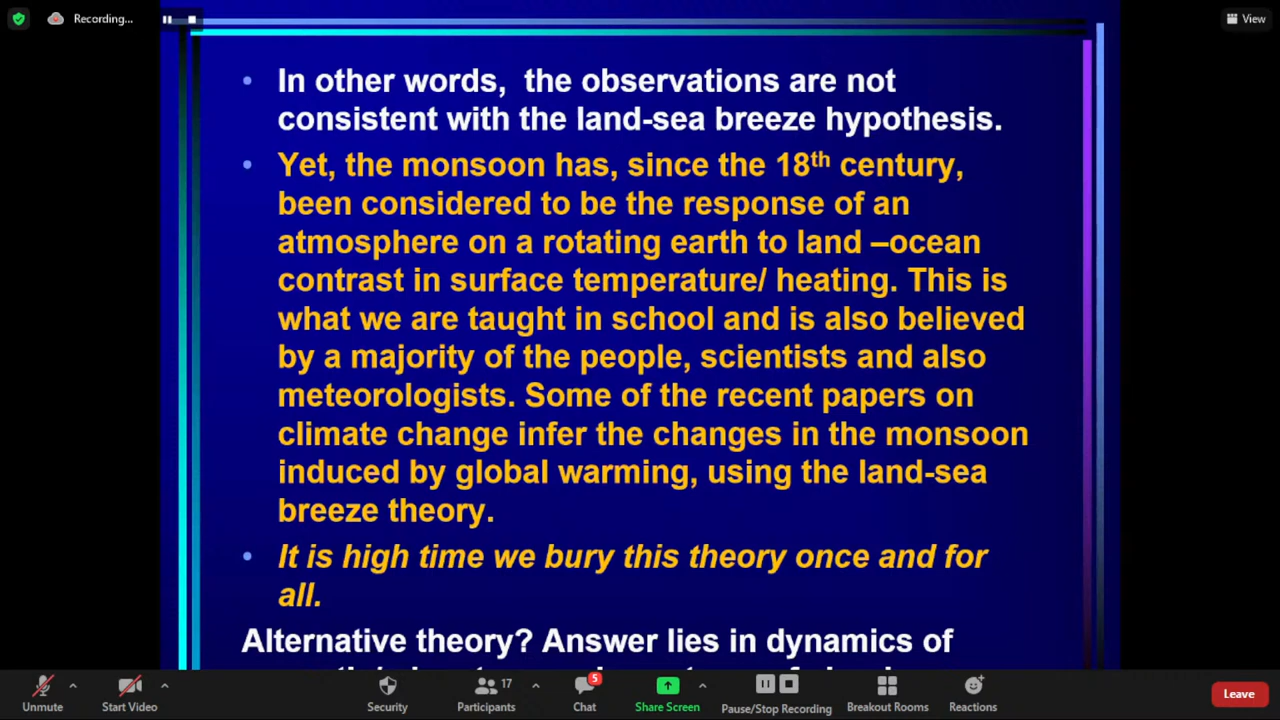 Recording...
View
• In other words, the observations are not
consistent with the land-sea breeze hypothesis.
• Yet, the monsoon has, since the 18th century,
been considered to be the response of an
atmosphere on a rotating earth to land –ocean
contrast in surface temperature/ heating. This is
what we are taught in school and is also believed
by a majority of the people, scientists and also
meteorologists. Some of the recent papers on
climate change infer the changes in the monsoon
induced by global warming, using the land-sea
breeze theory.
• It is high time we bury this theory once and for
all.
Alternative theory? Answer lies in dynamics of
Unmute
Start Video
Security
Participants 17
Chat 5
Share Screen
Pause/Stop Recording
Breakout Rooms
Reactions
Leave